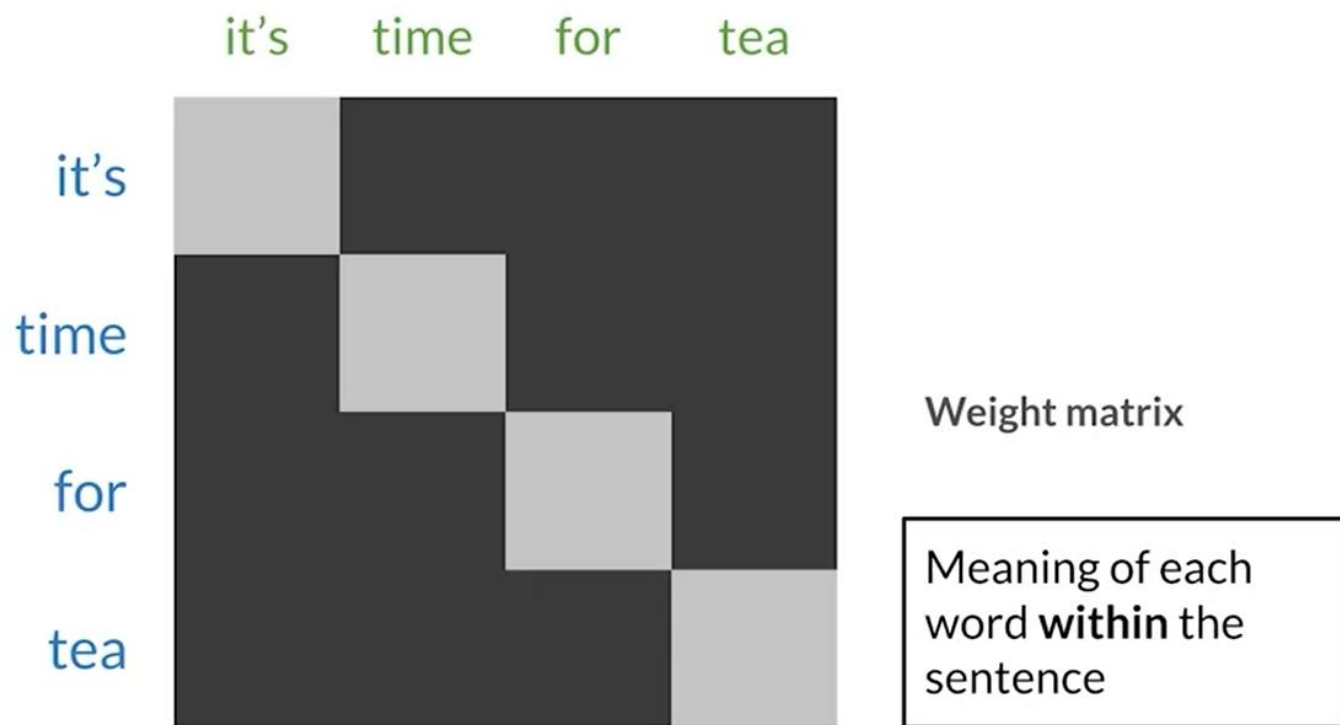 it’s time for tea
it’s
time
for
tea
Weight matrix
Meaning of each
word within the
sentence